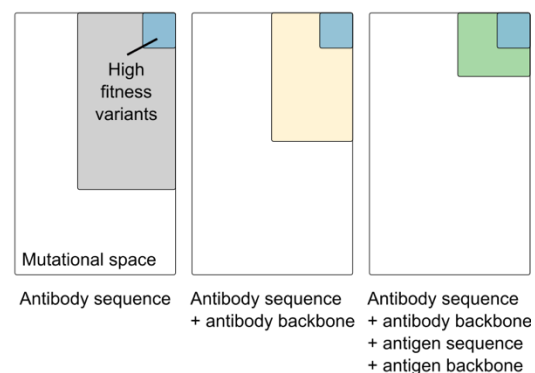 High
fitness
variants
Mutational space
Antibody sequence
Antibody sequence
+ antibody backbone
Antibody sequence
+ antibody backbone
+ antigen sequence
+ antigen backbone